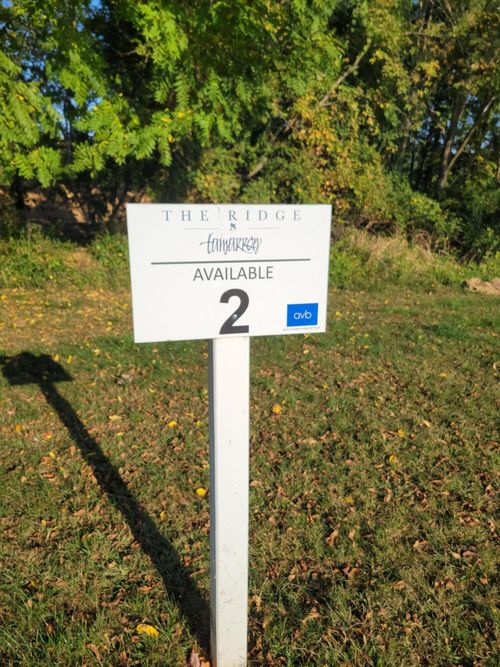 THE RIDGE
tamarron
AVAILABLE
2
avb